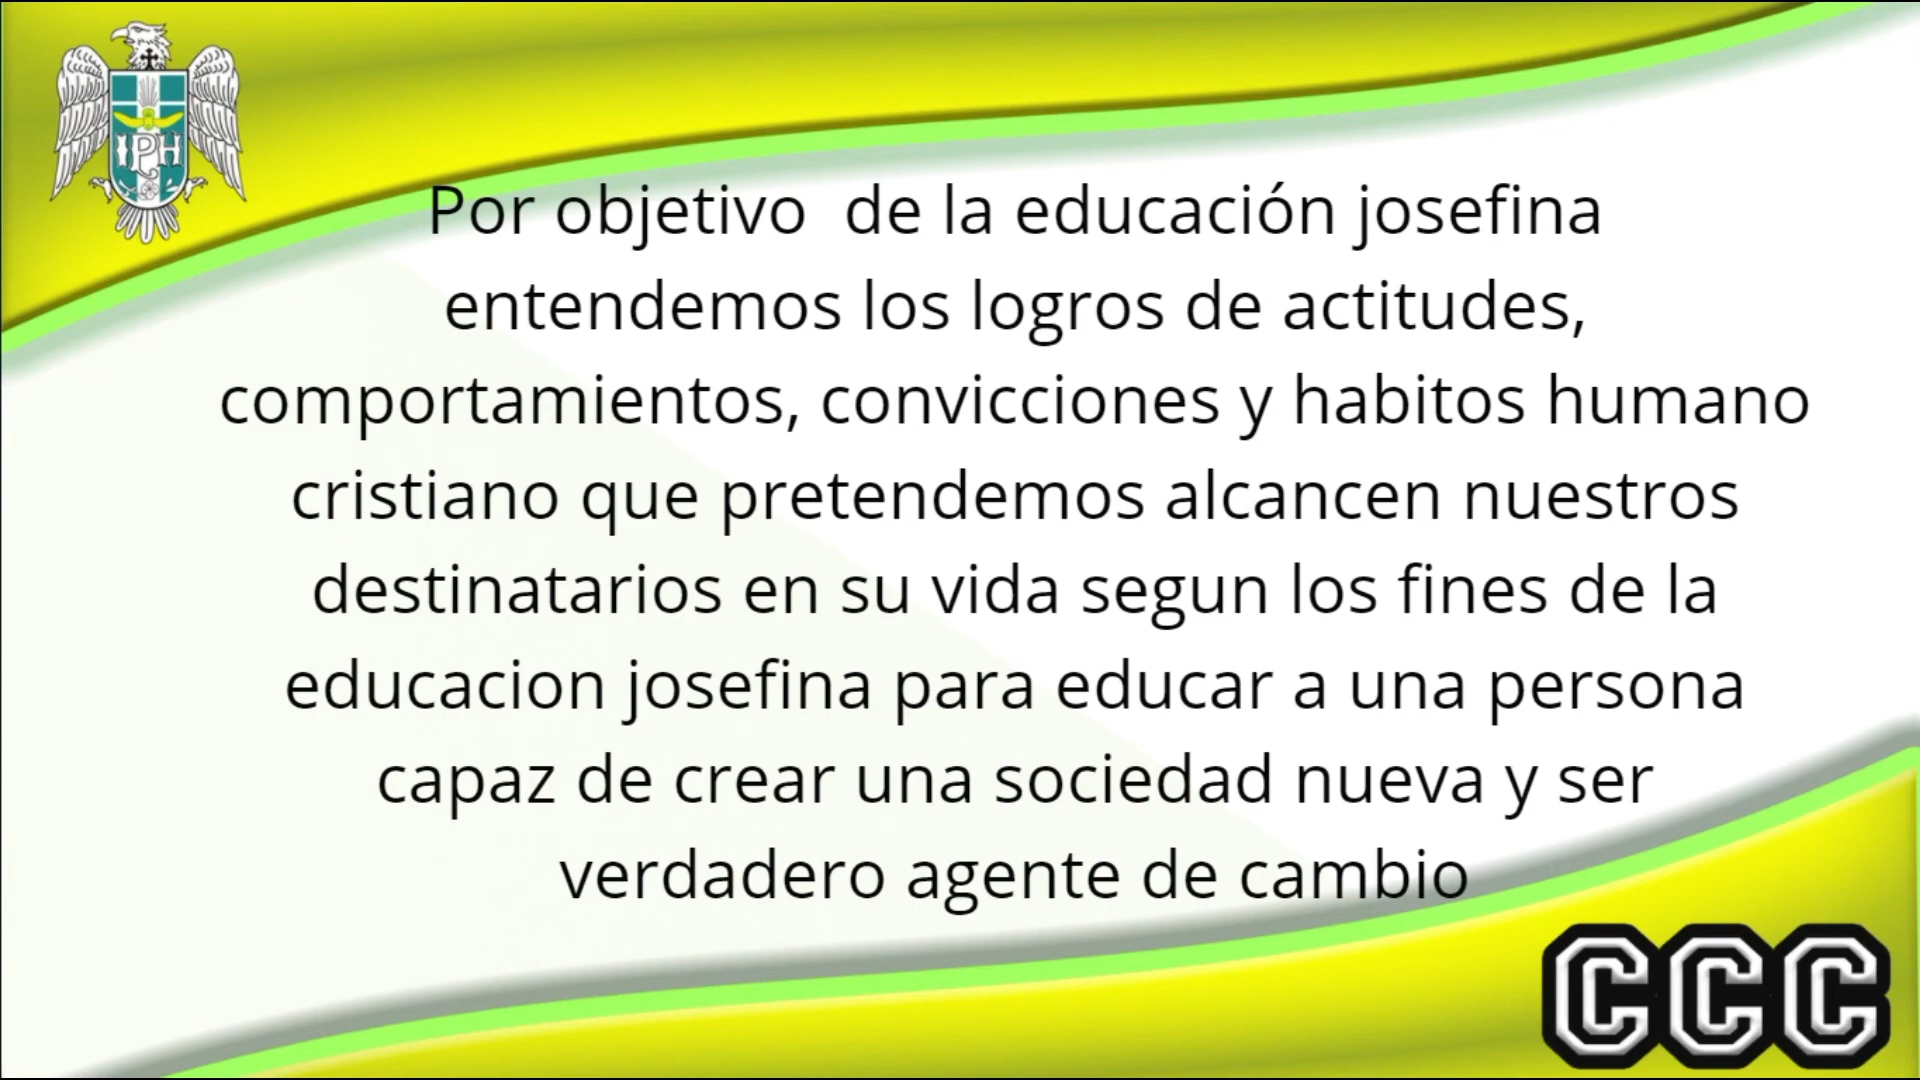 IPH
Por objetivo  de la educación josefina
entendemos los logros de actitudes,
comportamientos, convicciones y habitos humano
cristiano que pretendemos alcancen nuestros
destinatarios en su vida segun los fines de la
educacion josefina para educar a una persona
capaz de crear una sociedad nueva y ser
verdadero agente de cambio
CCC